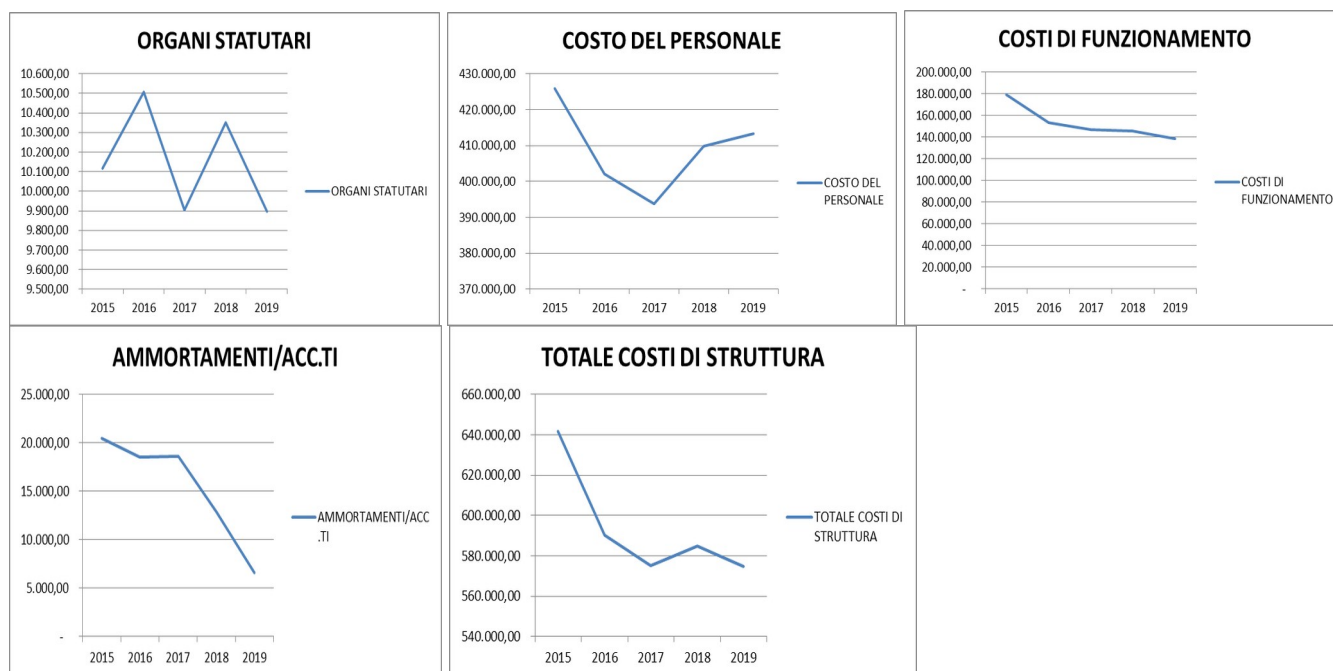 ORGANI STATUTARI
10.600,00
10.500,00
10.400,00
10.300,00
10.200,00
10.100,00
10.000,00
9.900,00
9.800,00
9.700,00
9.600,00
9.500,00
2015 2016 2017 2018 2019
ORGANI STATUTARI
COSTO DEL PERSONALE
430.000,00
420.000,00
410.000,00
400.000,00
390.000,00
380.000,00
370.000,00
2015 2016 2017 2018 2019
COSTO DEL
PERSONALE
COSTI DI FUNZIONAMENTO
200.000,00
180.000,00
160.000,00
140.000,00
120.000,00
100.000,00
80.000,00
60.000,00
40.000,00
20.000,00
-
2015 2016 2017 2018 2019
COSTI DI
FUNZIONAMENTO
AMMORTAMENTI/ACC.TI
25.000,00
20.000,00
15.000,00
10.000,00
5.000,00
-
2015 2016 2017 2018 2019
AMMORTAMENTI/ACC
.TI
TOTALE COSTI DI STRUTTURA
660.000,00
640.000,00
620.000,00
600.000,00
580.000,00
560.000,00
540.000,00
2015 2016 2017 2018 2019
TOTALE COSTI DI
STRUTTURA